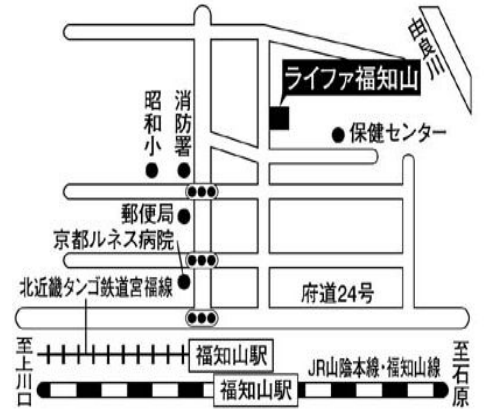 由良川
ライファ福知山
昭和小
消防署
保健センター
郵便局
京都ルネス病院
北近畿タンゴ鉄道宮福線
府道24号
至上川口
福知山駅
JR山陰本線・福知山線
福知山駅
至石原